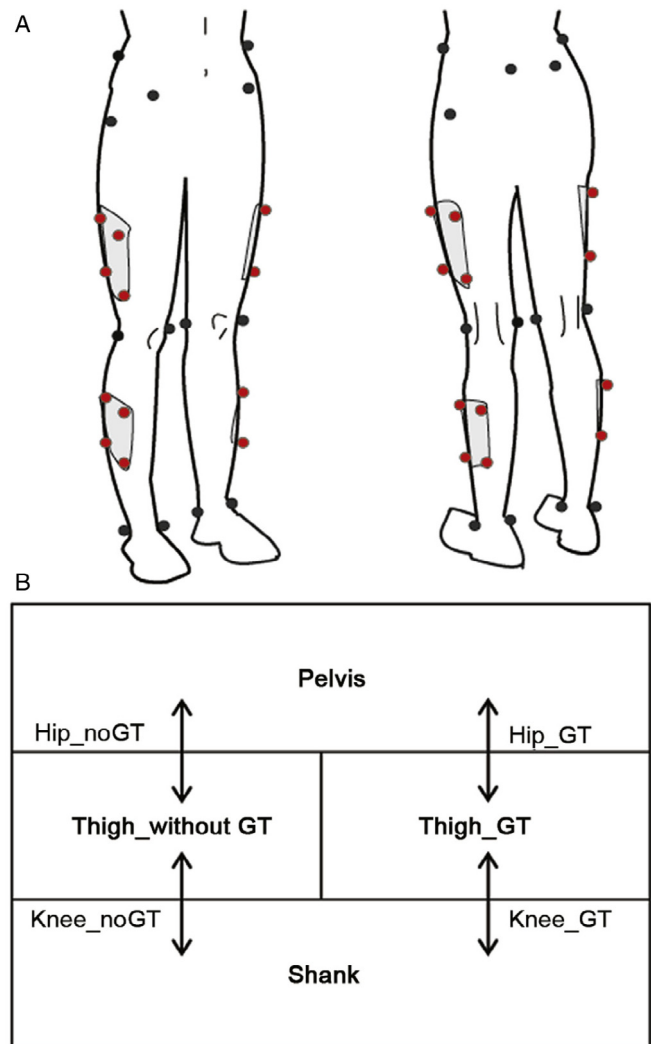 A
B
Pelvis
Hip_noGT
Hip_GT
Thigh_without GT
Thigh_GT
Knee_noGT
Knee_GT
Shank